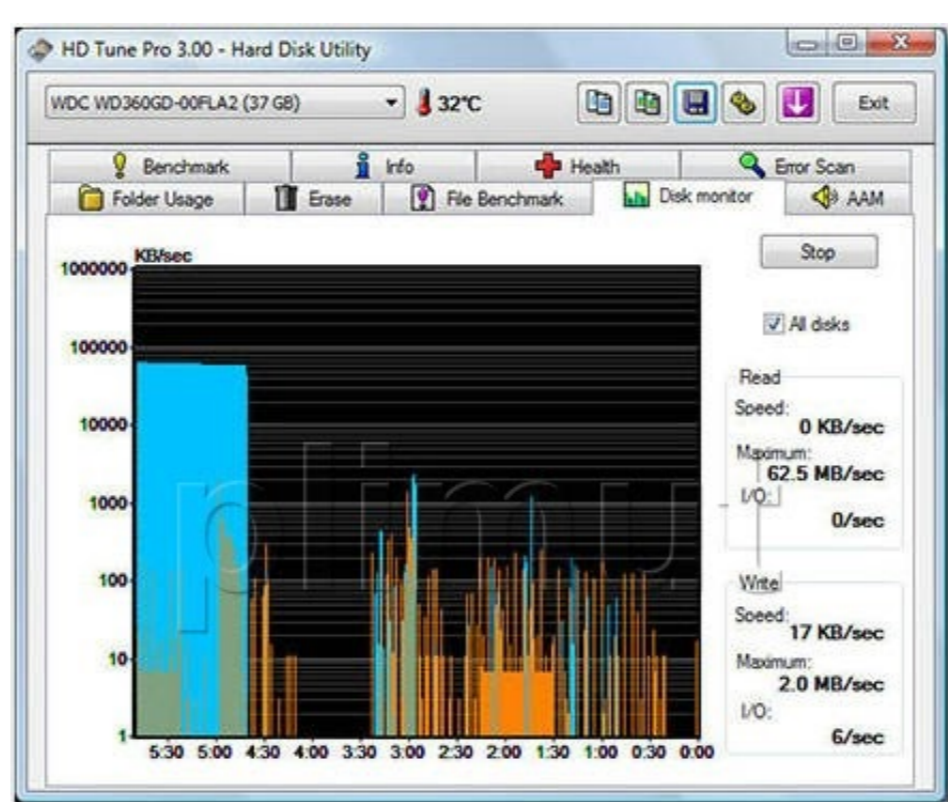 HD Tune Pro 3.00 - Hard Disk Utility
WDC WD360GD-00FLA2 (37 GB) 32°C Exit
Benchmark Info Health Error Scan
Folder Usage Erase File Benchmark Disk monitor AAM
KB/sec
Stop
1000000
All disks
100000
Read
Speed:
10000
0 KB/sec
Maximum:
62.5 MB/sec
I/O:
1000
0/sec
plimu
100
Write
Speed:
17 KB/sec
10
Maximum:
2.0 MB/sec
I/O:
1
6/sec
5:30 5:00 4:30 4:00 3:30 3:00 2:30 2:00 1:30 1:00 0:30 0:00